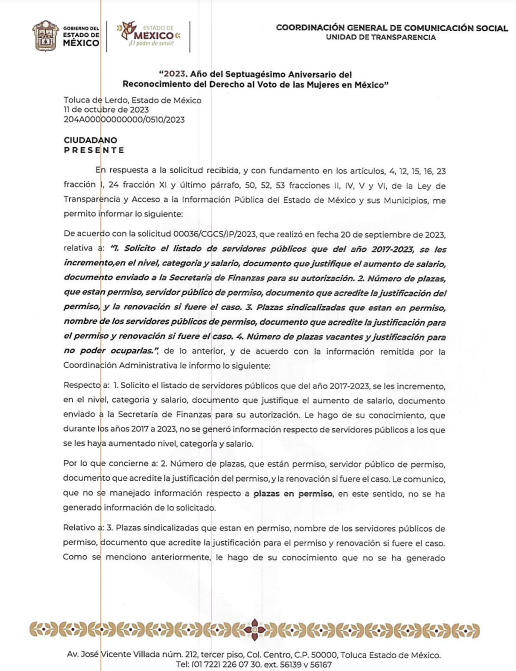 GOBIERNO DEL
ESTADO DE
MÉXICO
ESTADO DE
MÉXICO
¡El poder de servir!
COORDINACIÓN GENERAL DE COMUNICACIÓN SOCIAL
UNIDAD DE TRANSPARENCIA
“2023. Año del Septuagésimo Aniversario del
Reconocimiento del Derecho al Voto de las Mujeres en México”
Toluca de Lerdo, Estado de México
11 de octubre de 2023
204A00000000000/0510/2023
CIUDADANO
P R E S E N T E
En respuesta a la solicitud recibida, y con fundamento en los artículos, 4, 12, 15, 16, 23
fracción I, 24 fracción XI y último párrafo, 50, 52, 53 fracciones II, IV, V y VI, de la Ley de
Transparencia y Acceso a la Información Pública del Estado de México y sus Municipios, me
permito informar lo siguiente:
De acuerdo con la solicitud 00036/CGCS/IP/2023, que realizó en fecha 20 de septiembre de 2023,
relativa a: “1. Solicito el listado de servidores públicos que del año 2017-2023, se les
incremento,en el nivel, categoria y salario, documento que justifique el aumento de salario,
documento enviado a la Secretaría de Finanzas para su autorización. 2. Número de plazas,
que estan permiso, servidor público de permiso, documento que acredite la justificación del
permiso, y la renovación si fuere el caso. 3. Plazas sindicalizadas que estan en permiso,
nombre de los servidores públicos de permiso, documento que acredite la justificación para
el permiso y renovación si fuere el caso. 4. Número de plazas vacantes y justificación para
no poder ocuparlas.”, de lo anterior, y de acuerdo con la información remitida por la
Coordinación Administrativa le informo lo siguiente:
Respecto a: 1. Solicito el listado de servidores públicos que del año 2017-2023, se les incremento,
en el nivel, categoria y salario, documento que justifique el aumento de salario, documento
enviado a la Secretaría de Finanzas para su autorización. Le hago de su conocimiento, que
durante los años 2017 a 2023, no se generó información respecto de servidores públicos a los que
se les haya aumentado nivel, categoría y salario.
Por lo que concierne a: 2. Número de plazas, que están permiso, servidor público de permiso,
documento que acredite la justificación del permiso, y la renovación si fuere el caso. Le comunico,
que no se manejado información respecto a plazas en permiso, en este sentido, no se ha
generado información de lo solicitado.
Relativo a: 3. Plazas sindicalizadas que estan en permiso, nombre de los servidores públicos de
permiso, documento que acredite la justificación para el permiso y renovación si fuere el caso.
Como se menciono anteriormente, le hago de su conocimiento que no se ha generado
Av. José Vicente Villada núm. 212, tercer piso, Col. Centro, C.P. 50000, Toluca Estado de México.
Tel: (01 722) 226 07 30. ext. 56139 y 56167